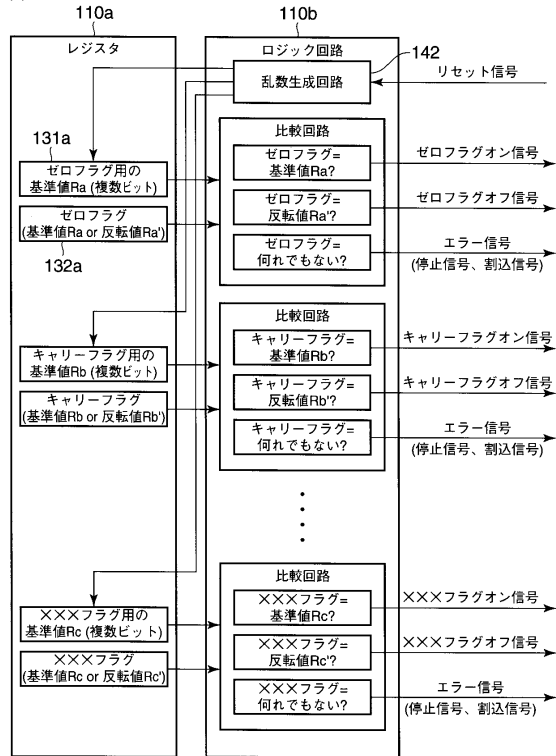 110a
110b
レジスタ
ロジック回路
142
乱数生成回路
リセット信号
131a
ゼロフラグ用の
基準値Ra (複数ビット)
ゼロフラグ
(基準値Ra or 反転値Ra')
132a
比較回路
ゼロフラグ=
基準値Ra?
ゼロフラグ=
反転値Ra'?
ゼロフラグ=
何れでもない?
ゼロフラグオン信号
ゼロフラグオフ信号
エラー信号
(停止信号、割込信号)
キャリーフラグ用の
基準値Rb (複数ビット)
キャリーフラグ
(基準値Rb or 反転値Rb')
比較回路
キャリーフラグ=
基準値Rb?
キャリーフラグ=
反転値Rb'?
キャリーフラグ=
何れでもない?
キャリーフラグオン信号
キャリーフラグオフ信号
エラー信号
(停止信号、割込信号)
×××フラグ用の
基準値Rc (複数ビット)
×××フラグ
(基準値Rc or 反転値Rc')
比較回路
×××フラグ=
基準値Rc?
×××フラグ=
反転値Rc'?
×××フラグ=
何れでもない?
×××フラグオン信号
×××フラグオフ信号
エラー信号
(停止信号、割込信号)